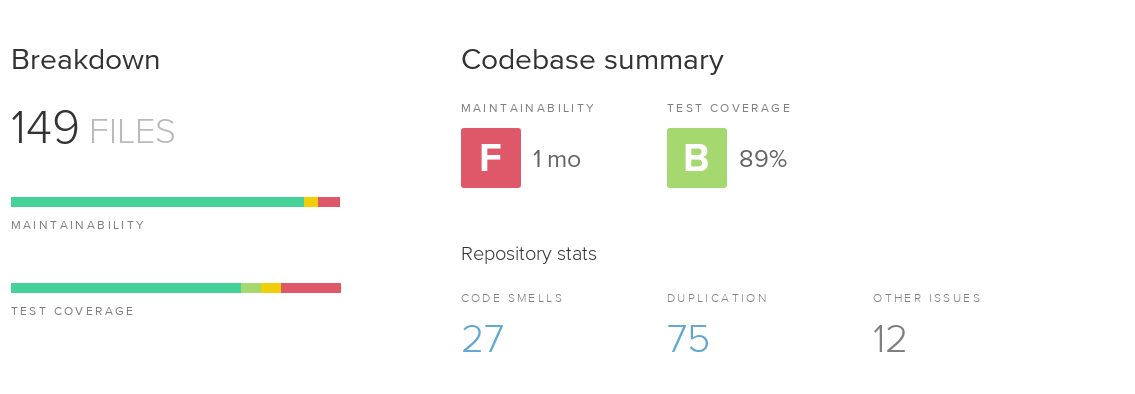 Breakdown
149 FILES
MAINTAINABILITY
TEST COVERAGE
Codebase summary
MAINTAINABILITY
F 1 mo
TEST COVERAGE
B 89%
Repository stats
CODE SMELLS
27
DUPLICATION
75
OTHER ISSUES
12